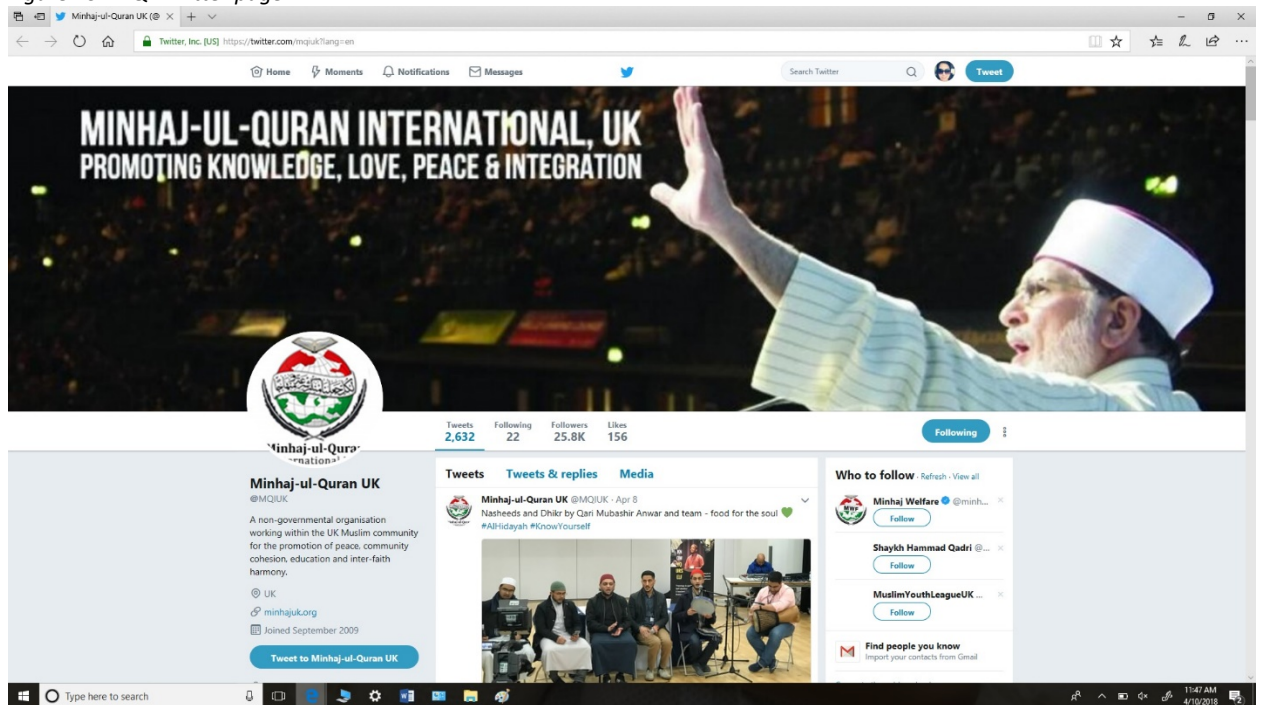 Minhaj-ul-Quran UK (@
Twitter, Inc. [US] https://twitter.com/mqiuk?lang=en
Home Moments Notifications Messages
Search Twitter
Tweet
MINHAJ-UL-QURAN INTERNATIONAL, UK
PROMOTING KNOWLEDGE, LOVE, PEACE & INTEGRATION
Tweets Following Followers Likes
2,632 22 25.8K 156
Following
Minhaj-ul-Quran UK
@MQIUK
A non-governmental organisation
working within the UK Muslim community
for the promotion of peace, community
cohesion, education and inter-faith
harmony.
UK
minhajuk.org
Joined September 2009
Tweet to Minhaj-ul-Quran UK
Tweets Tweets & replies Media
Minhaj-ul-Quran UK @MQIUK · Apr 8
Nasheeds and Dhikr by Qari Mubashir Anwar and team - food for the soul
#AlHidayah #KnowYourself
Who to follow · Refresh · View all
Minhaj Welfare @minh...
Follow
Shaykh Hammad Qadri @...
Follow
MuslimYouthLeagueUK ...
Follow
Find people you know
Import your contacts from Gmail
Type here to search
11:47 AM
4/10/2018